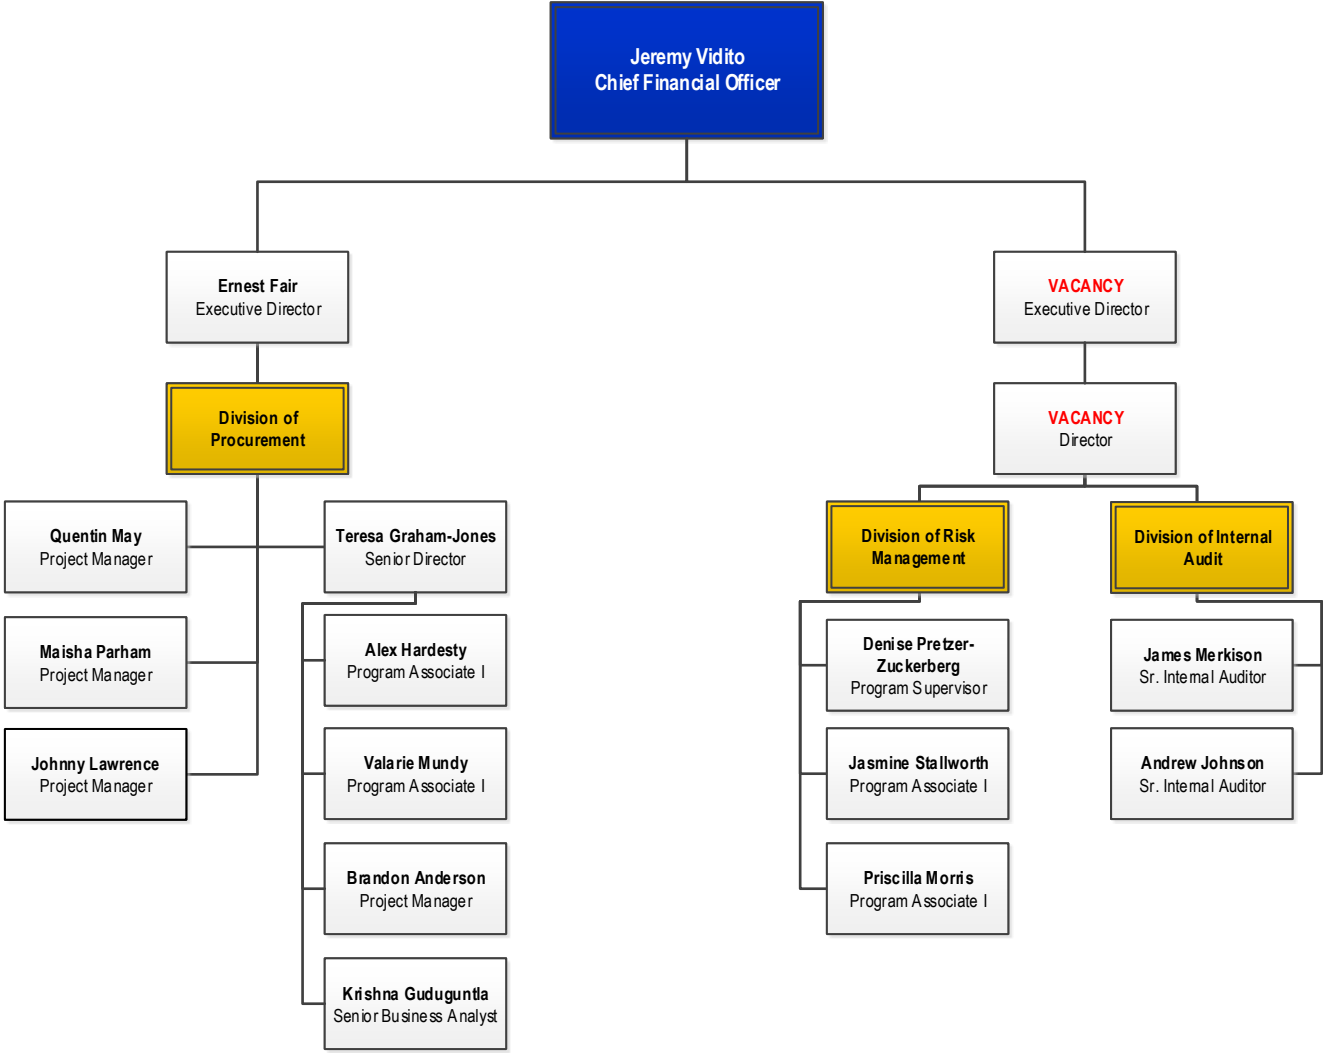 Jeremy Vidito
Chief Financial Officer
Ernest Fair
Executive Director
VACANCY
Executive Director
Division of
Procurement
VACANCY
Director
Quentin May
Project Manager
Teresa Graham-Jones
Senior Director
Division of Risk
Management
Division of Internal
Audit
Maisha Parham
Project Manager
Alex Hardesty
Program Associate I
Denise Pretzer-
Zuckerberg
Program Supervisor
James Merkison
Sr. Internal Auditor
Johnny Lawrence
Project Manager
Valarie Mundy
Program Associate I
Jasmine Stallworth
Program Associate I
Andrew Johnson
Sr. Internal Auditor
Brandon Anderson
Project Manager
Priscilla Morris
Program Associate I
Krishna Guduguntla
Senior Business Analyst